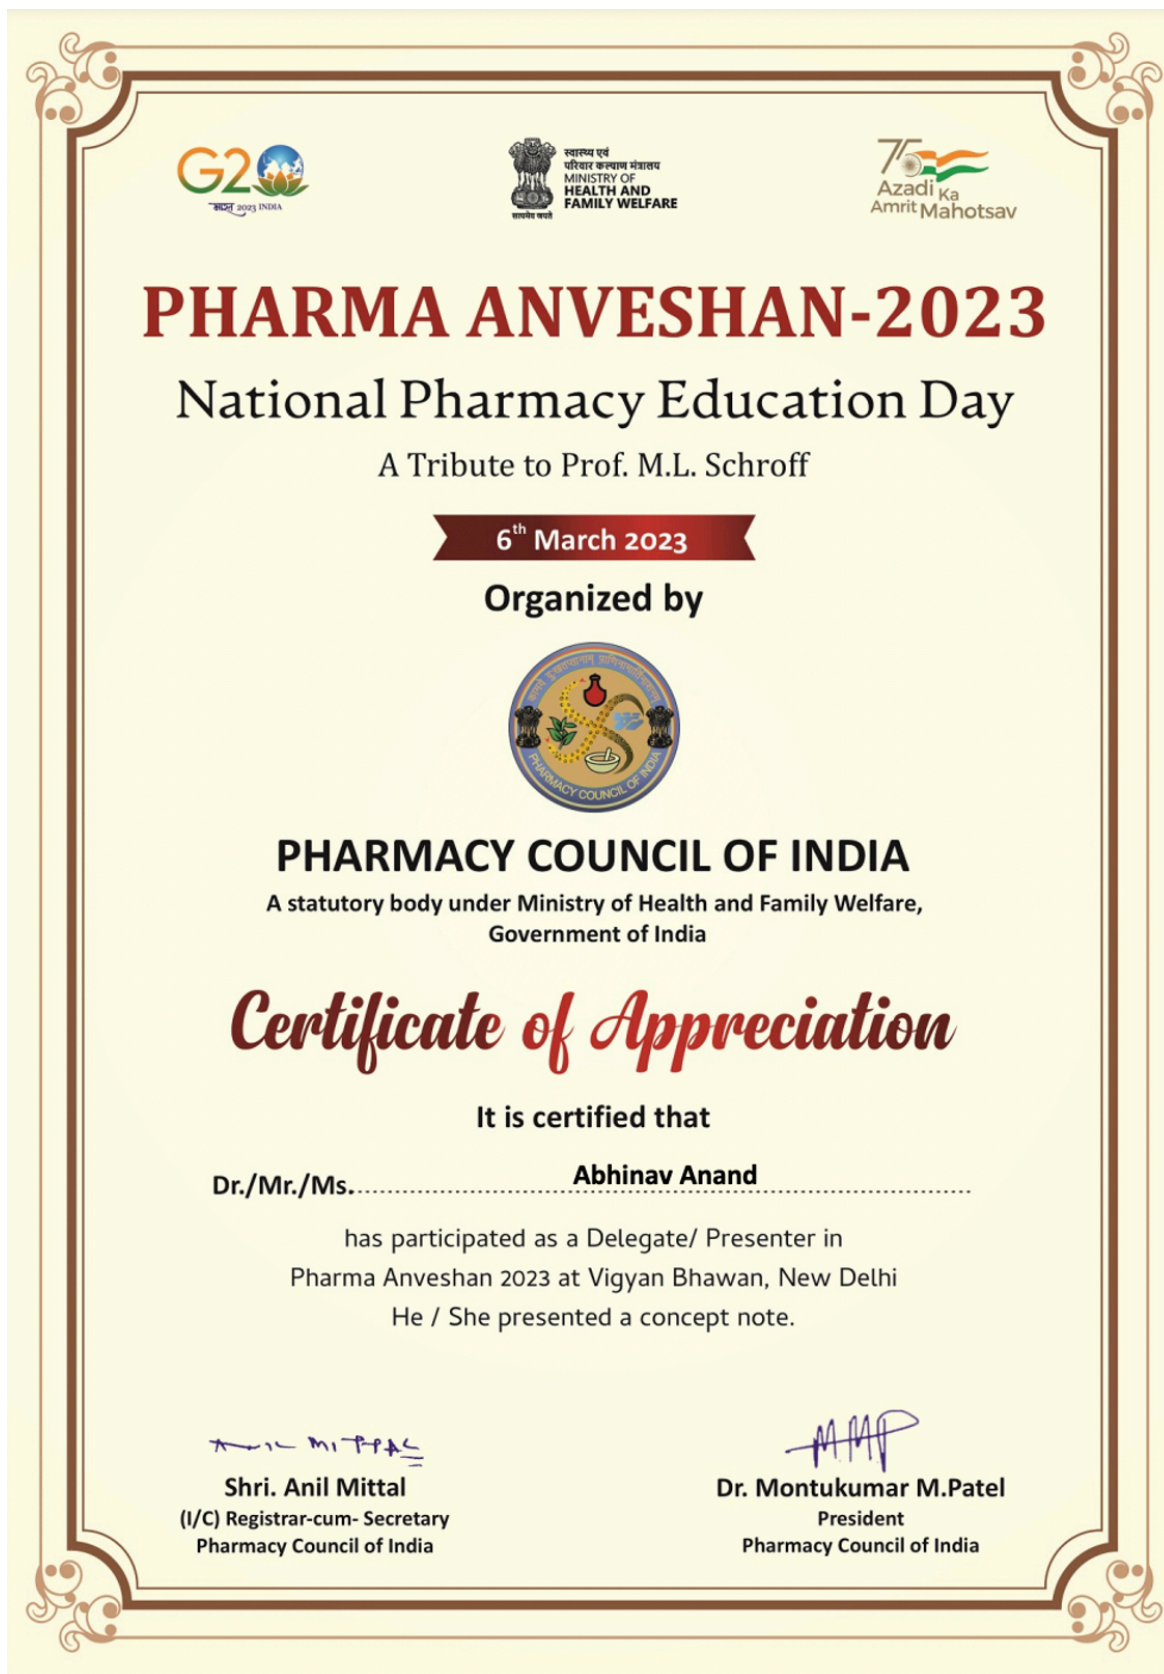 G20
भारत 2023 INDIA
स्वास्थ्य एवं
परिवार कल्याण मंत्रालय
MINISTRY OF
HEALTH AND
FAMILY WELFARE
सत्यमेव जयते
75
Azadi Ka
Amrit Mahotsav
PHARMA ANVESHAN-2023
National Pharmacy Education Day
A Tribute to Prof. M.L. Schroff
6th March 2023
Organized by
PHARMACY COUNCIL OF INDIA
PHARMACY COUNCIL OF INDIA
A statutory body under Ministry of Health and Family Welfare,
Government of India
Certificate of Appreciation
It is certified that
Dr./Mr./Ms. Abhinav Anand
has participated as a Delegate/ Presenter in
Pharma Anveshan 2023 at Vigyan Bhawan, New Delhi
He / She presented a concept note.
ANIL MITTAL
MMP
Shri. Anil Mittal
(I/C) Registrar-cum- Secretary
Pharmacy Council of India
Dr. Montukumar M.Patel
President
Pharmacy Council of India